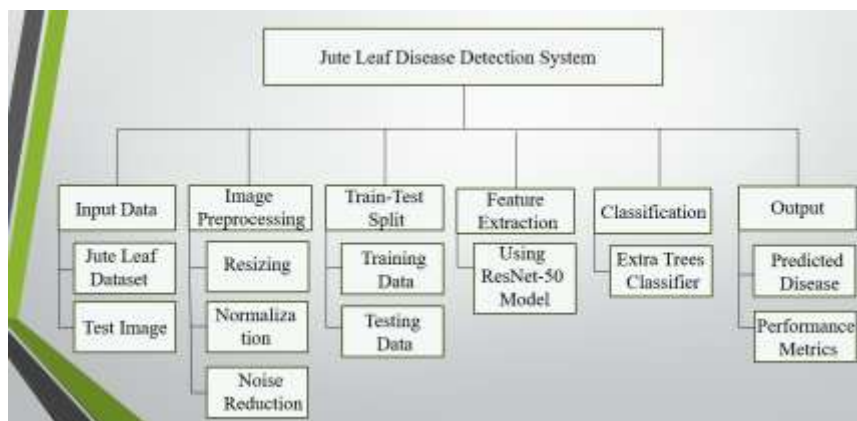 Jute Leaf Disease Detection System
Input Data
Jute Leaf
Dataset
Test Image
Image
Preprocessing
Resizing
Normaliza
tion
Noise
Reduction
Train-Test
Split
Training
Data
Testing
Data
Feature
Extraction
Using
ResNet-50
Model
Classification
Extra Trees
Classifier
Output
Predicted
Disease
Performance
Metrics